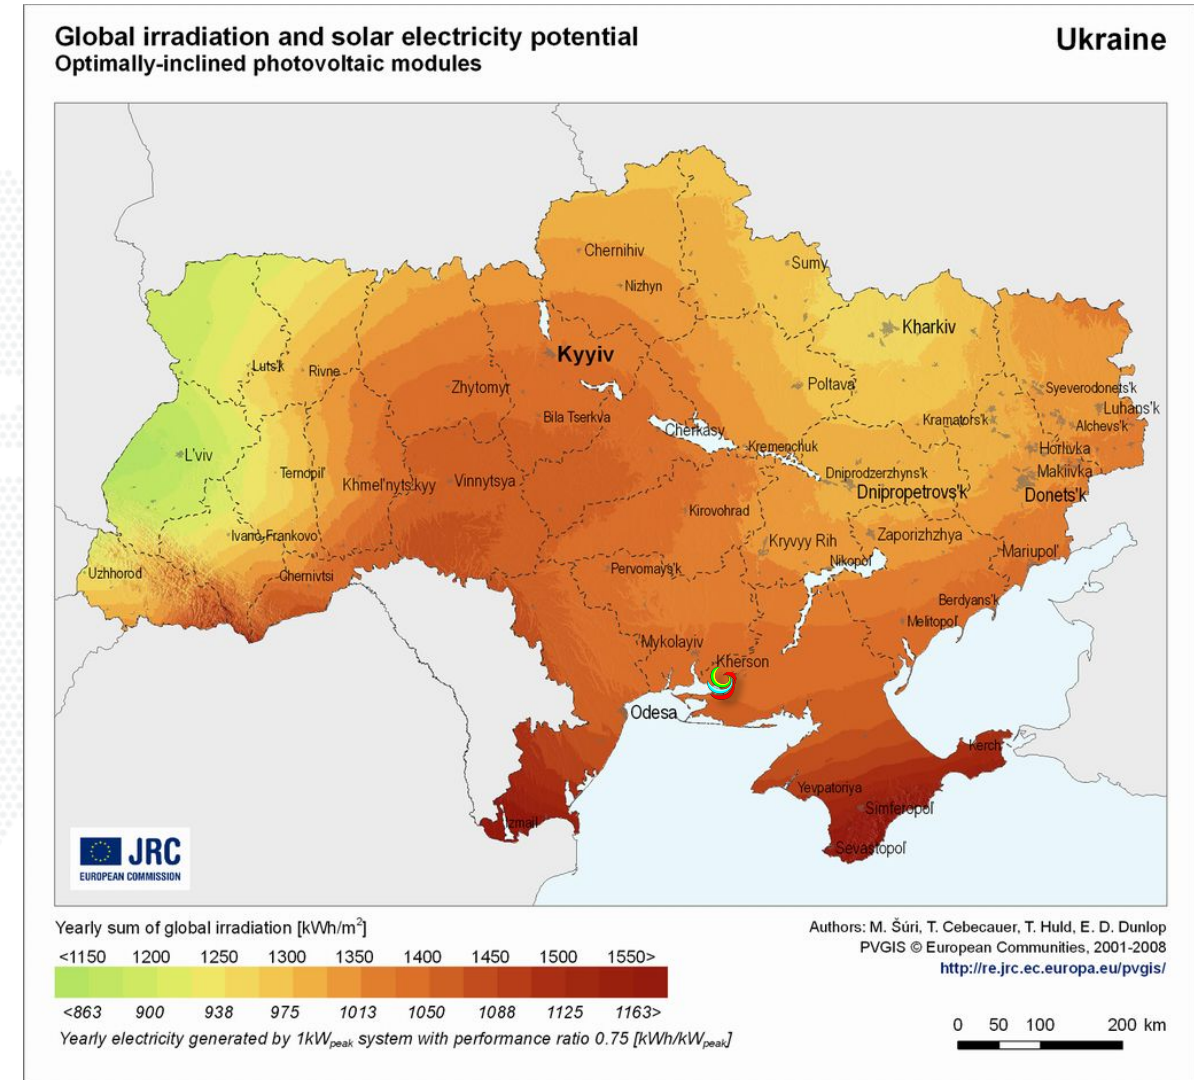 Global irradiation and solar electricity potential
Optimally-inclined photovoltaic modules
Ukraine
Chernihiv
Sumy
Nizhyn
Kharkiv
Kyyiv
Luts'k
Rivne
Zhytomyr
Poltava
Syeverodonets'k
Luhans'k
Bila Tserkva
Kramators'k
Alchevs'k
Cherkasy
Kremenchuk
Horlivka
L'viv
Ternopil'
Khmel'nyts'kyy
Vinnytsya
Dniprodzerzhyns'k
Makiivka
Dnipropetrovs'k
Donets'k
Kirovohrad
Ivano-Frankovo
Kryvyy Rih
Zaporizhzhya
Mariupol'
Uzhhorod
Chernivtsi
Pervomays'k
Nikopol'
Berdyans'k
Melitopol'
Mykolayiv
Kherson
Odesa
Kerch
Yevpatoriya
Simferopol'
Izmail
Sevastopol'
JRC
EUROPEAN COMMISSION
Yearly sum of global irradiation [kWh/m²]
<1150 1200 1250 1300 1350 1400 1450 1500 1550>
<863 900 938 975 1013 1050 1088 1125 1163>
Yearly electricity generated by 1kWpeak system with performance ratio 0.75 [kWh/kWpeak]
Authors: M. Šúri, T. Cebecauer, T. Huld, E. D. Dunlop
PVGIS © European Communities, 2001-2008
http://re.jrc.ec.europa.eu/pvgis/
0 50 100 200 km